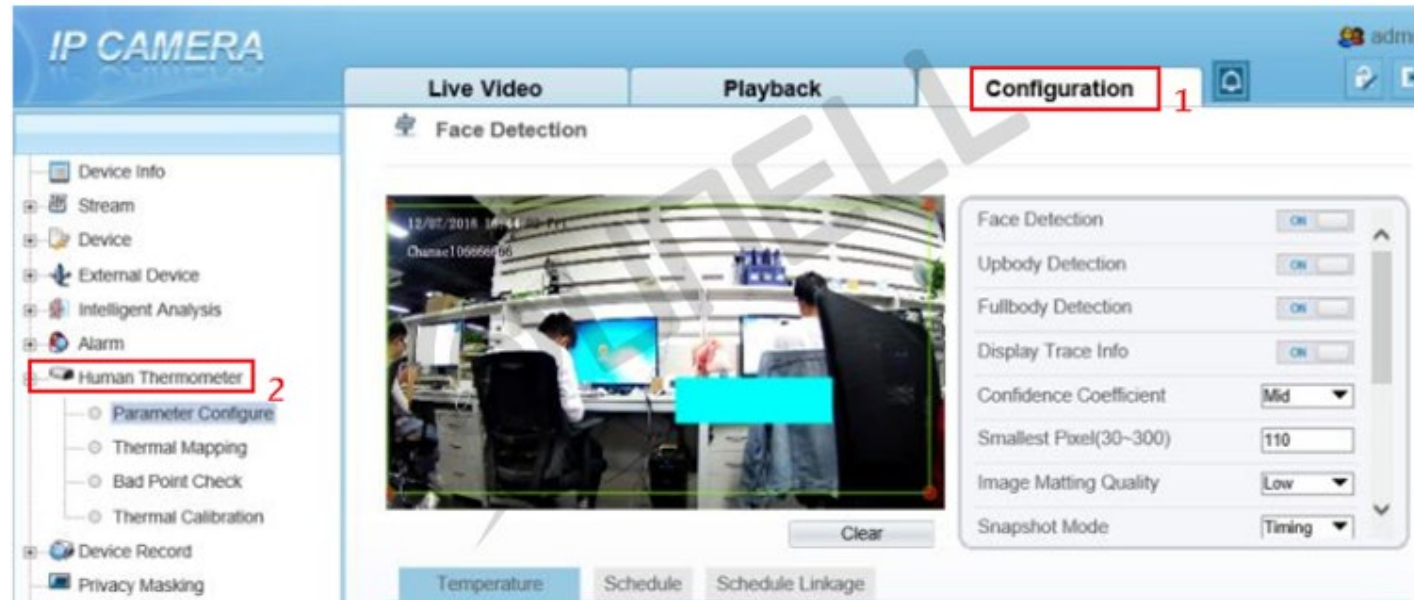 IP CAMERA
Live Video
Playback
Configuration
1
Face Detection
Device Info
Stream
Device
External Device
Intelligent Analysis
Alarm
Human Thermometer
2
Parameter Configure
Thermal Mapping
Bad Point Check
Thermal Calibration
Device Record
Privacy Masking
Face Detection ON
Upbody Detection ON
Fullbody Detection ON
Display Trace Info ON
Confidence Coefficient Mid
Smallest Pixel(30~300) 110
Image Matting Quality Low
Snapshot Mode Timing
Clear
Temperature
Schedule
Schedule Linkage